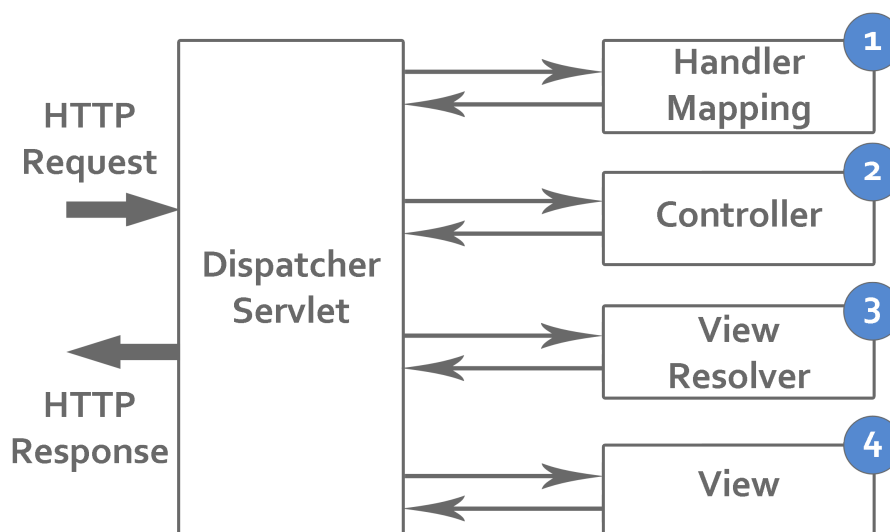 HTTP
Request
HTTP
Response
Dispatcher
Servlet
1
Handler
Mapping
2
Controller
3
View
Resolver
4
View